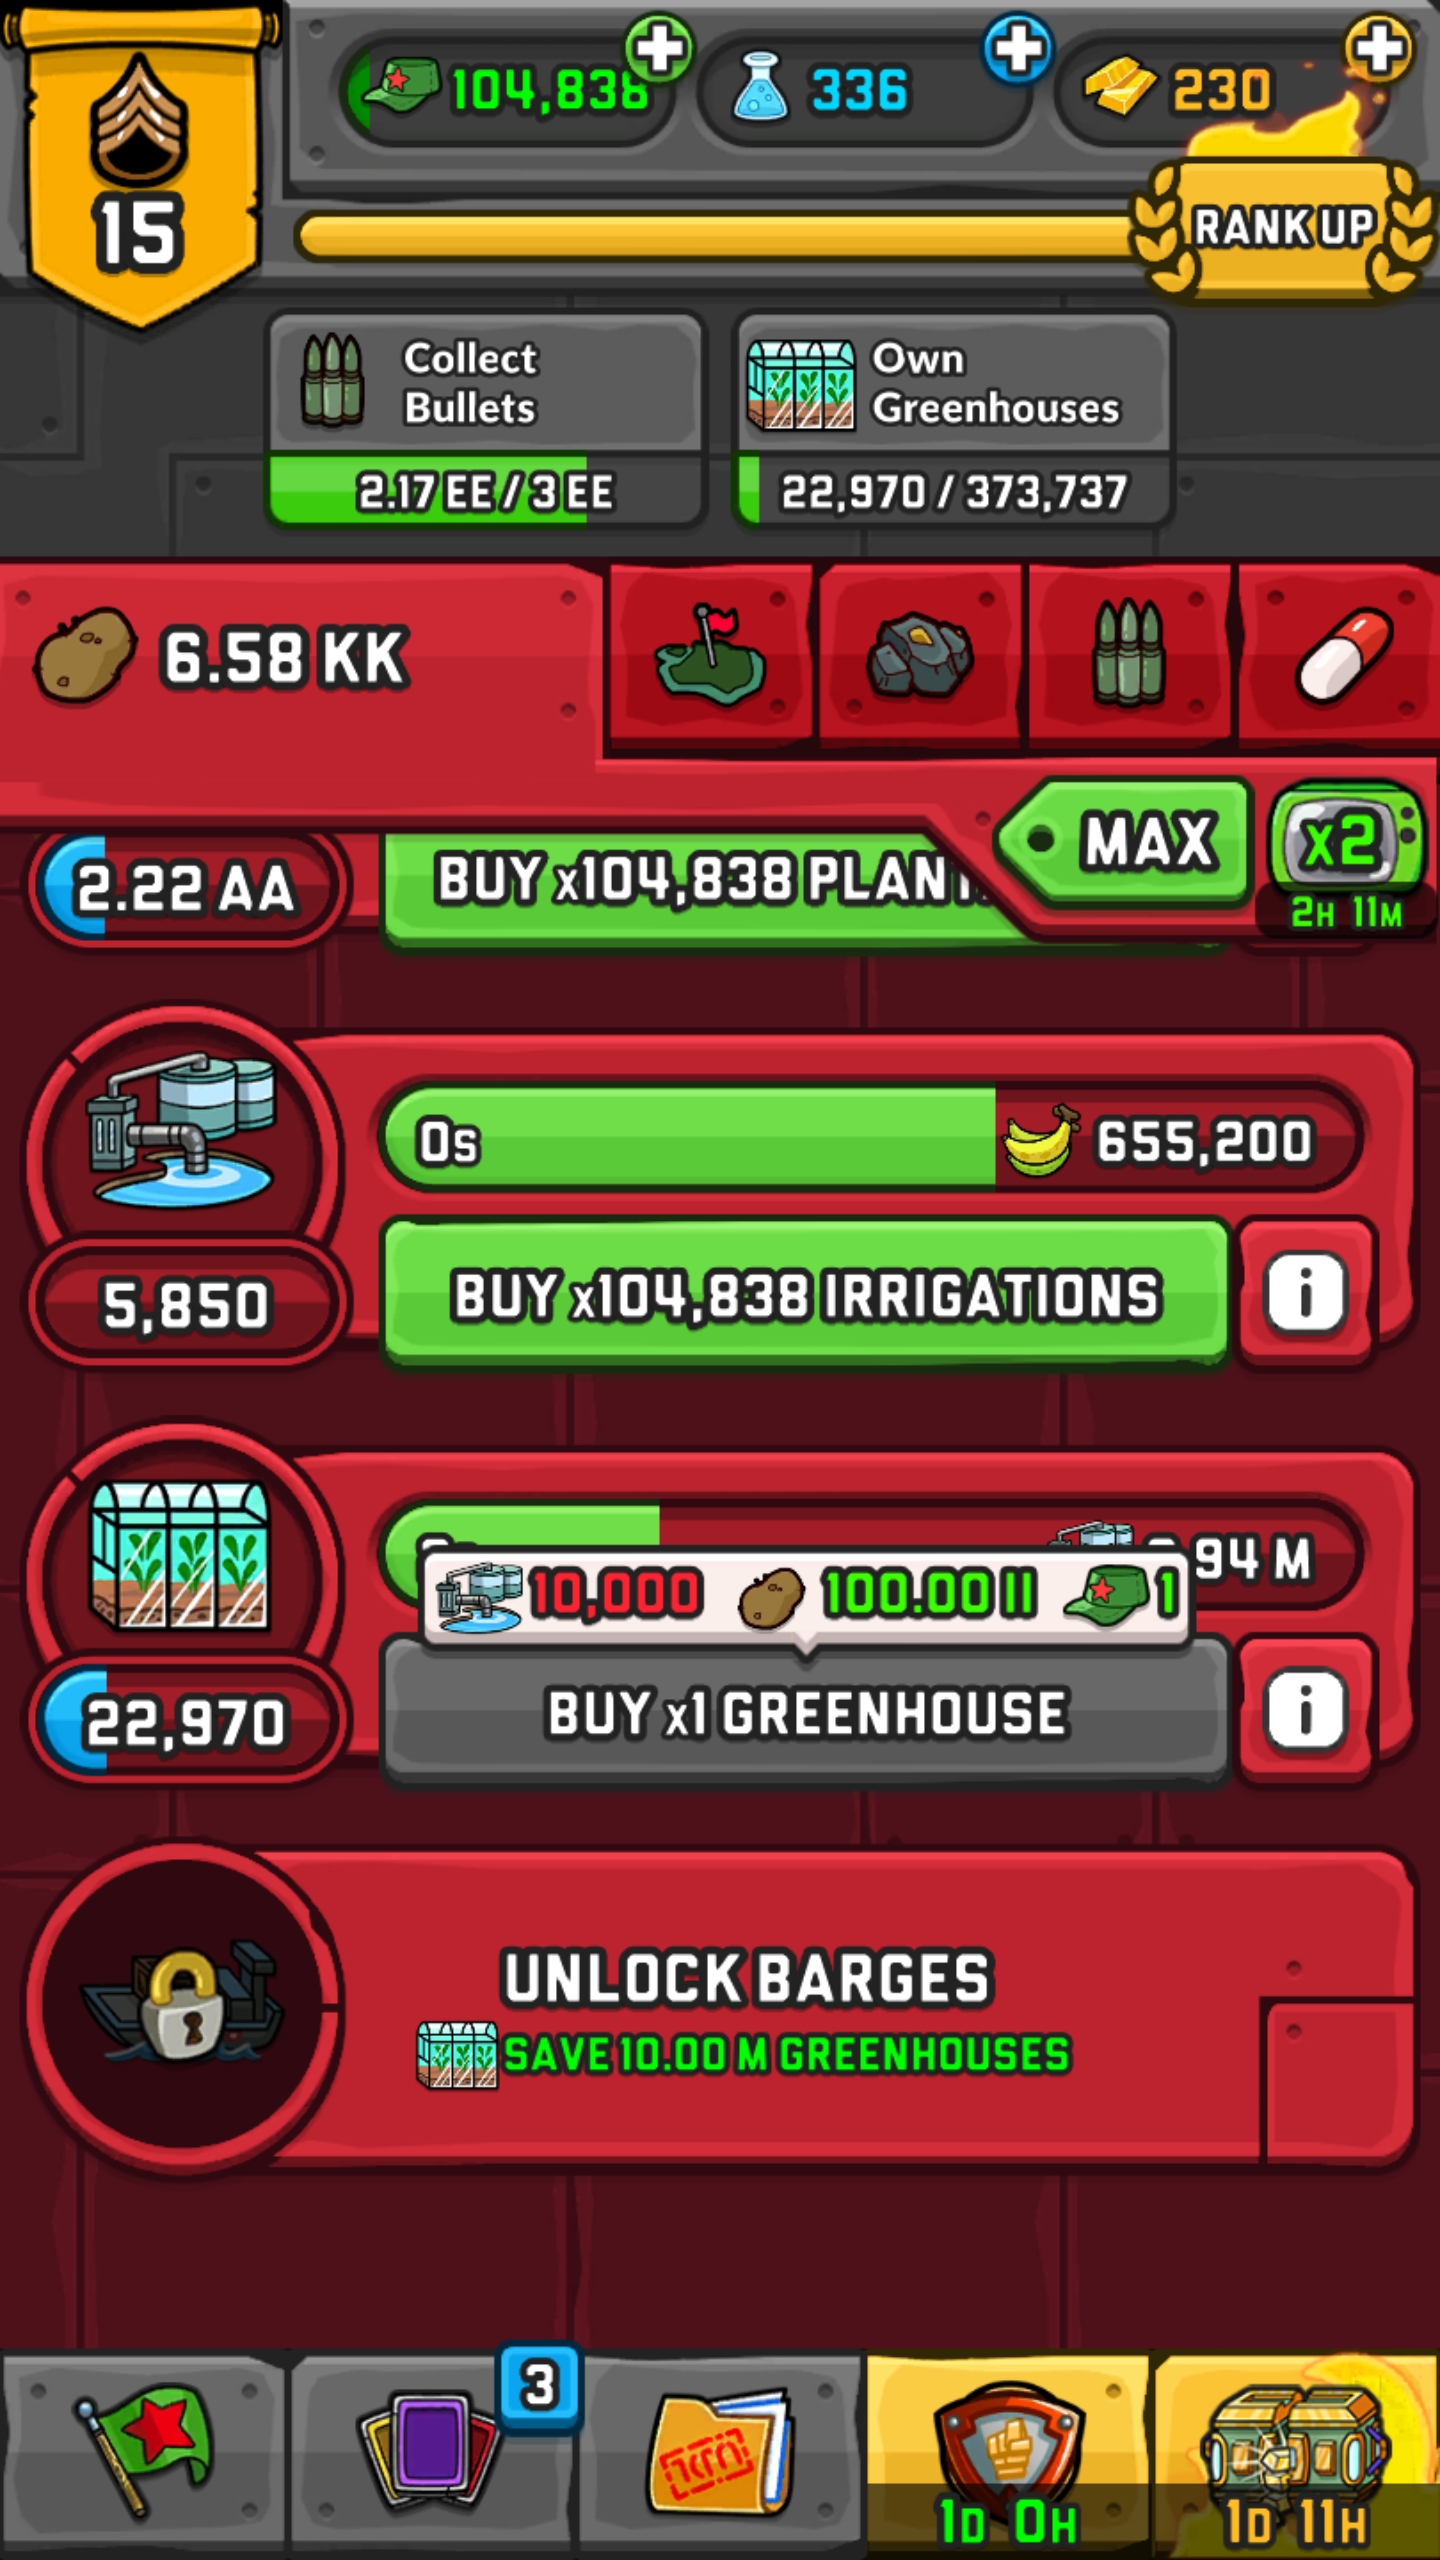 104,838
336
230
15
RANK UP
Collect
Bullets
Own
Greenhouses
2.17 EE / 3 EE
22,970 / 373,737
6.58 KK
MAX
x2
2H 11M
2.22 AA
BUY x104,838
0s
655,200
5,850
BUY x104,838 IRRIGATIONS
94 M
10,000
100.00 II
1
22,970
BUY x1 GREENHOUSE
UNLOCK BARGES
SAVE 10.00 M GREENHOUSES
3
1D 0H
1D 11H